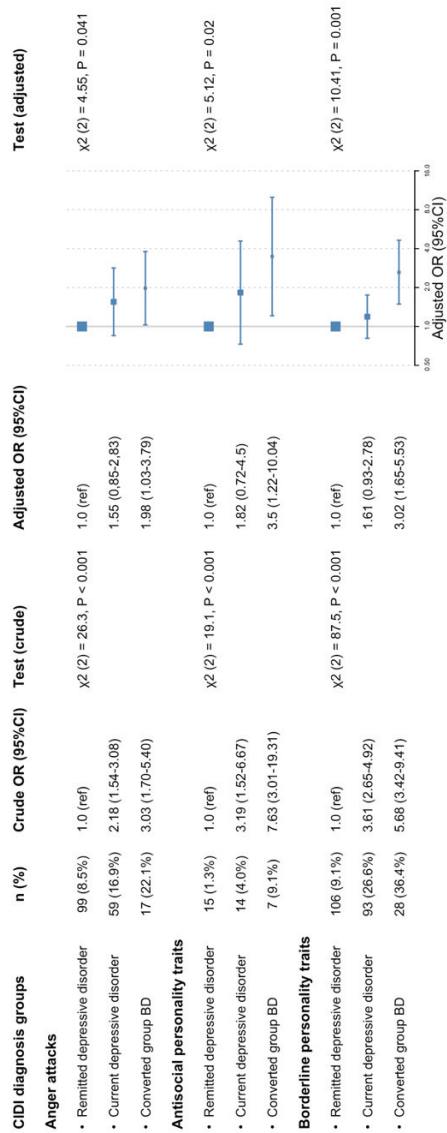 CIDI diagnosis groups n (%) Crude OR (95%CI) Test (crude) Adjusted OR (95%CI) Test (adjusted)
Anger attacks
• Remitted depressive disorder 99 (8.5%) 1.0 (ref) χ2 (2) = 26.3, P < 0.001 1.0 (ref) χ2 (2) = 4.55, P = 0.041
• Current depressive disorder 59 (16.9%) 2.18 (1.54-3.08) 1.55 (0,85-2,83)
• Converted group BD 17 (22.1%) 3.03 (1.70-5.40) 1.98 (1.03-3.79)
Antisocial personality traits
• Remitted depressive disorder 15 (1.3%) 1.0 (ref) χ2 (2) = 19.1, P < 0.001 1.0 (ref) χ2 (2) = 5.12, P = 0.02
• Current depressive disorder 14 (4.0%) 3.19 (1.52-6.67) 1.82 (0.72-4.5)
• Converted group BD 7 (9.1%) 7.63 (3.01-19.31) 3.5 (1.22-10.04)
Borderline personality traits
• Remitted depressive disorder 106 (9.1%) 1.0 (ref) χ2 (2) = 87.5, P < 0.001 1.0 (ref) χ2 (2) = 10.41, P = 0.001
• Current depressive disorder 93 (26.6%) 3.61 (2.65-4.92) 1.61 (0.93-2.78)
• Converted group BD 28 (36.4%) 5.68 (3.42-9.41) 3.02 (1.65-5.53)
0.50 1.0 2.0 4.0 8.0 16.0
Adjusted OR (95%CI)